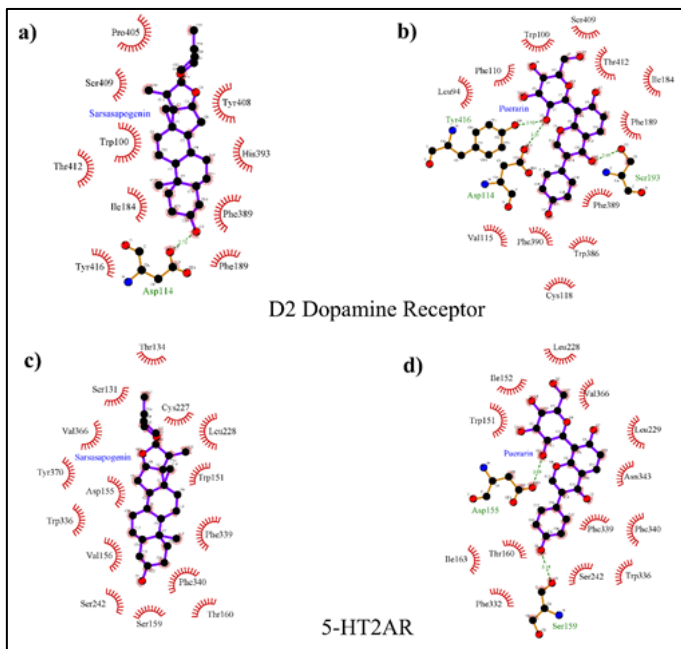 a)
Pro405
Ser409
Sarsasapogenin
Tyr408
Trp100
His393
Thr412
Ile184
Phe389
Tyr416
Phe189
Asp114
b)
Ser409
Trp100
Phe110
Thr412
Ile184
Leu94
Puerarin
Tyr416
Phe189
Ser193
Asp114
Phe389
Val115
Phe390
Trp386
Cys118
D2 Dopamine Receptor
c)
Thr134
Ser131
Cys227
Val366
Leu228
Sarsasapogenin
Tyr370
Trp151
Asp155
Trp336
Phe339
Val156
Phe340
Ser242
Ser159
Thr160
d)
Leu228
Ile152
Val366
Trp151
Leu229
Puerarin
Asn343
Asp155
Phe339
Phe340
Ile163
Thr160
Ser242
Trp336
Phe332
Ser159
5-HT2AR